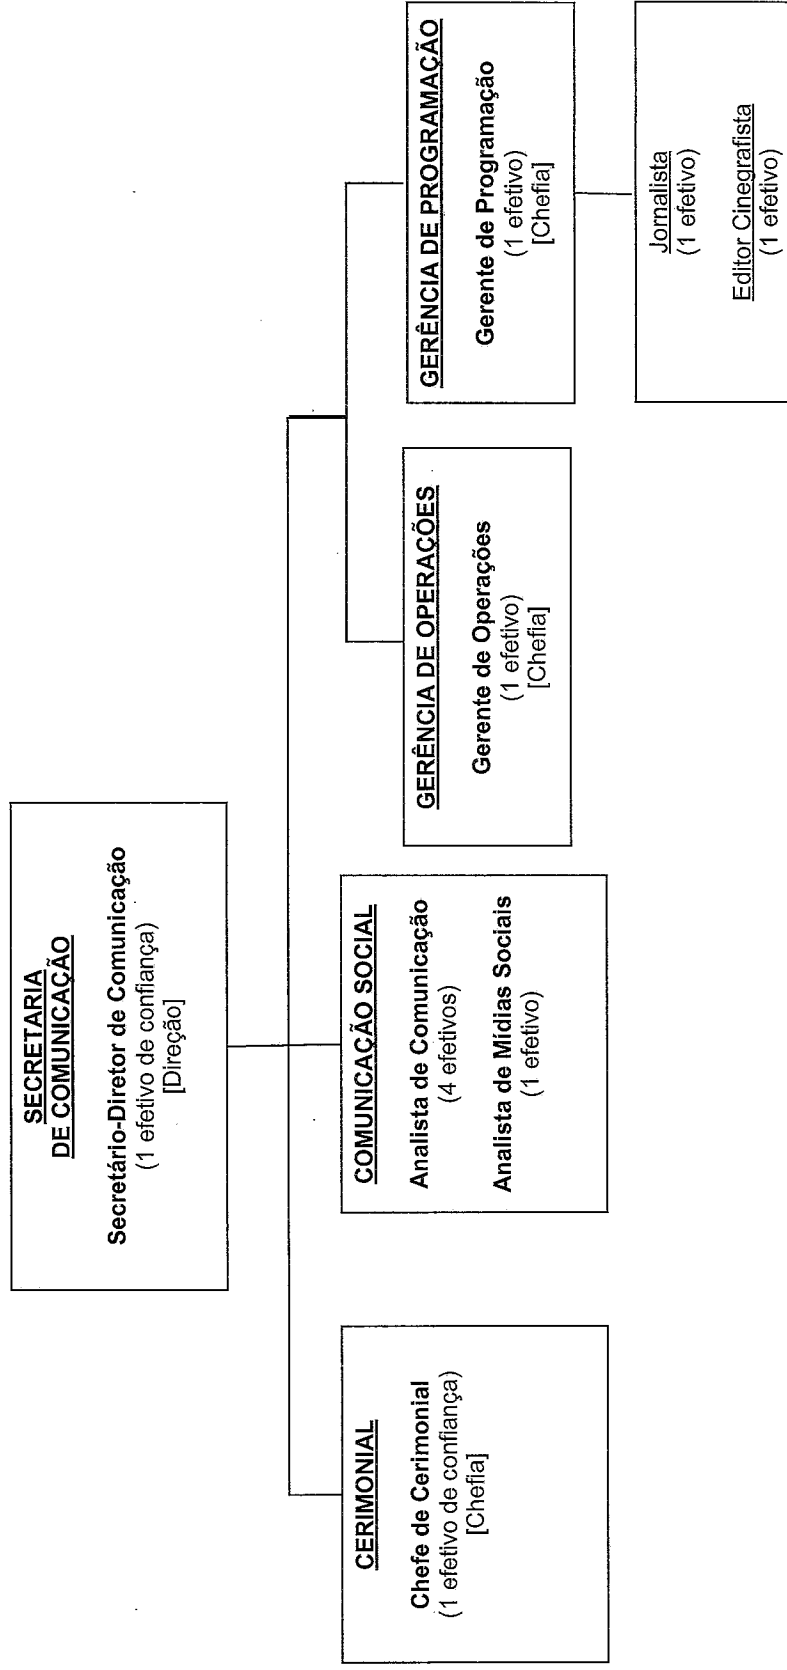 SECRETARIA
DE COMUNICAÇÃO
Secretário-Diretor de Comunicação
(1 efetivo de confiança)
[Direção]
CERIMONIAL
Chefe de Cerimonial
(1 efetivo de confiança)
[Chefia]
COMUNICAÇÃO SOCIAL
Analista de Comunicação
(4 efetivos)
Analista de Mídias Sociais
(1 efetivo)
GERÊNCIA DE OPERAÇÕES
Gerente de Operações
(1 efetivo)
[Chefia]
GERÊNCIA DE PROGRAMAÇÃO
Gerente de Programação
(1 efetivo)
[Chefia]
Jornalista
(1 efetivo)
Editor Cinegrafista
(1 efetivo)